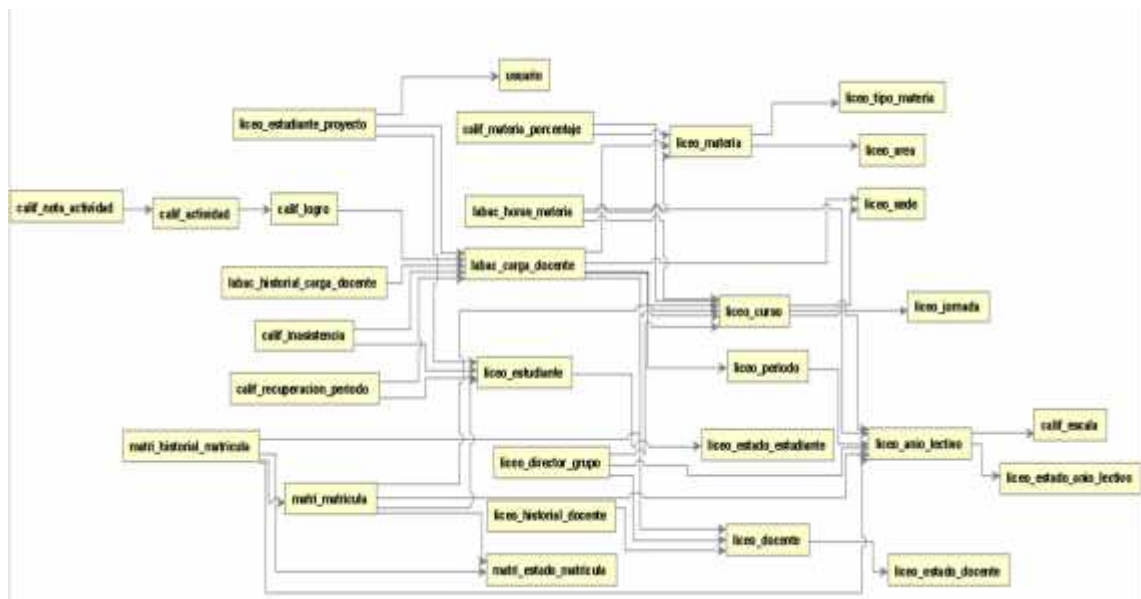 usuario
liceo_tipo_materia
liceo_estudiante_proyecto
calif_materia_porcentaje
liceo_materia
liceo_area
calif_nota_actividad
calif_actividad
calif_logro
labac_horas_materia
liceo_sede
labac_carga_docente
labac_historial_carga_docente
liceo_curso
liceo_jornada
calif_inasistencia
liceo_estudiante
liceo_periodo
calif_recuperacion_periodo
calif_escala
matri_historial_matricula
liceo_estado_estudiante
liceo_anio_lectivo
liceo_director_grupo
liceo_estado_anio_lectivo
matri_matricula
liceo_historial_docente
liceo_docente
matri_estado_matricula
liceo_estado_docente